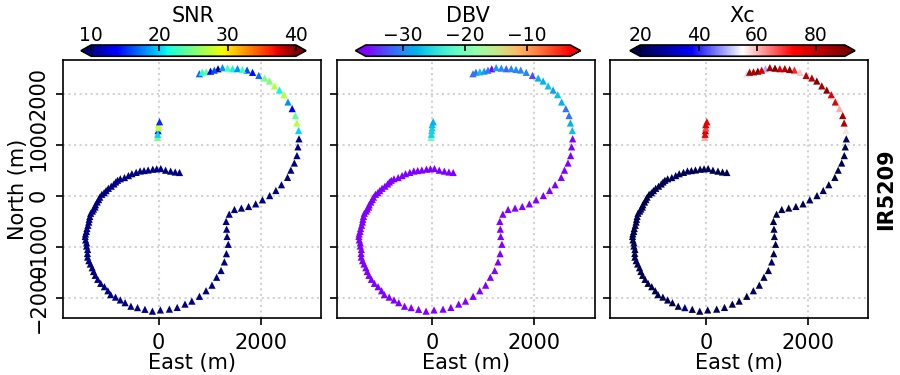 SNR
DBV
Xc
10 20 30 40
−30 −20 −10
20 40 60 80
2000
1000
0
−1000
−2000
North (m)
IR5209
0 2000
0 2000
0 2000
East (m)
East (m)
East (m)